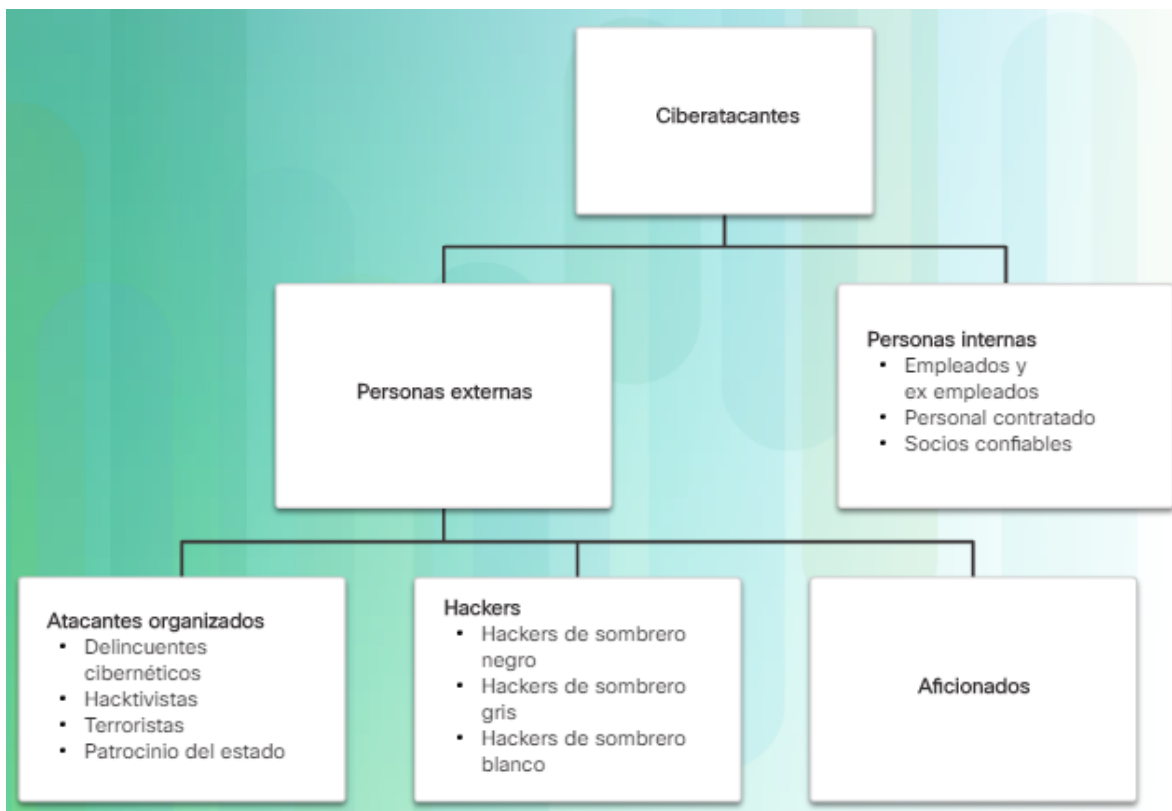 Ciberatacantes
Personas externas
Personas internas
• Empleados y
ex empleados
• Personal contratado
• Socios confiables
Atacantes organizados
• Delincuentes
cibernéticos
• Hacktivistas
• Terroristas
• Patrocinio del estado
Hackers
• Hackers de sombrero
negro
• Hackers de sombrero
gris
• Hackers de sombrero
blanco
Aficionados